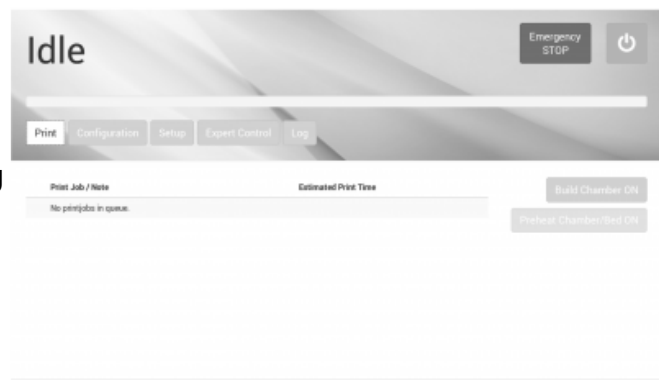 Idle
Emergency
STOP
Print Configuration Setup Expert Control Log
Print Job / Note Estimated Print Time
No printjobs in queue.
Build Chamber ON
Preheat Chamber/Bed ON